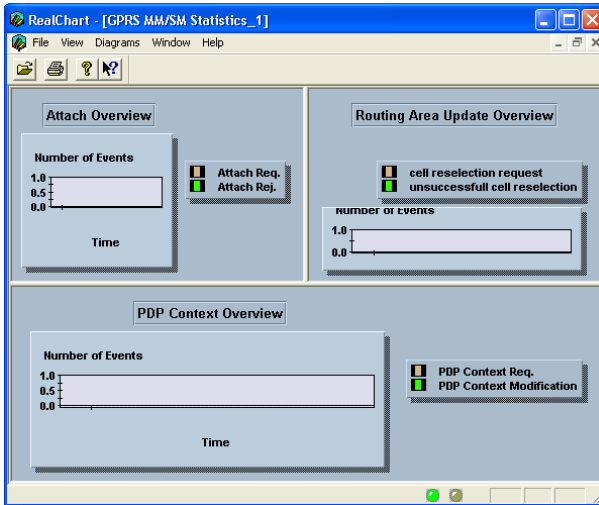 RealChart - [GPRS MM/SM Statistics_1]
File View Diagrams Window Help
Attach Overview
Number of Events
1.0
0.5
0.0
Time
Attach Req.
Attach Rej.
Routing Area Update Overview
cell reselection request
unsuccessfull cell reselection
Number of Events
1.0
0.0
PDP Context Overview
Number of Events
1.0
0.5
0.0
Time
PDP Context Req.
PDP Context Modification